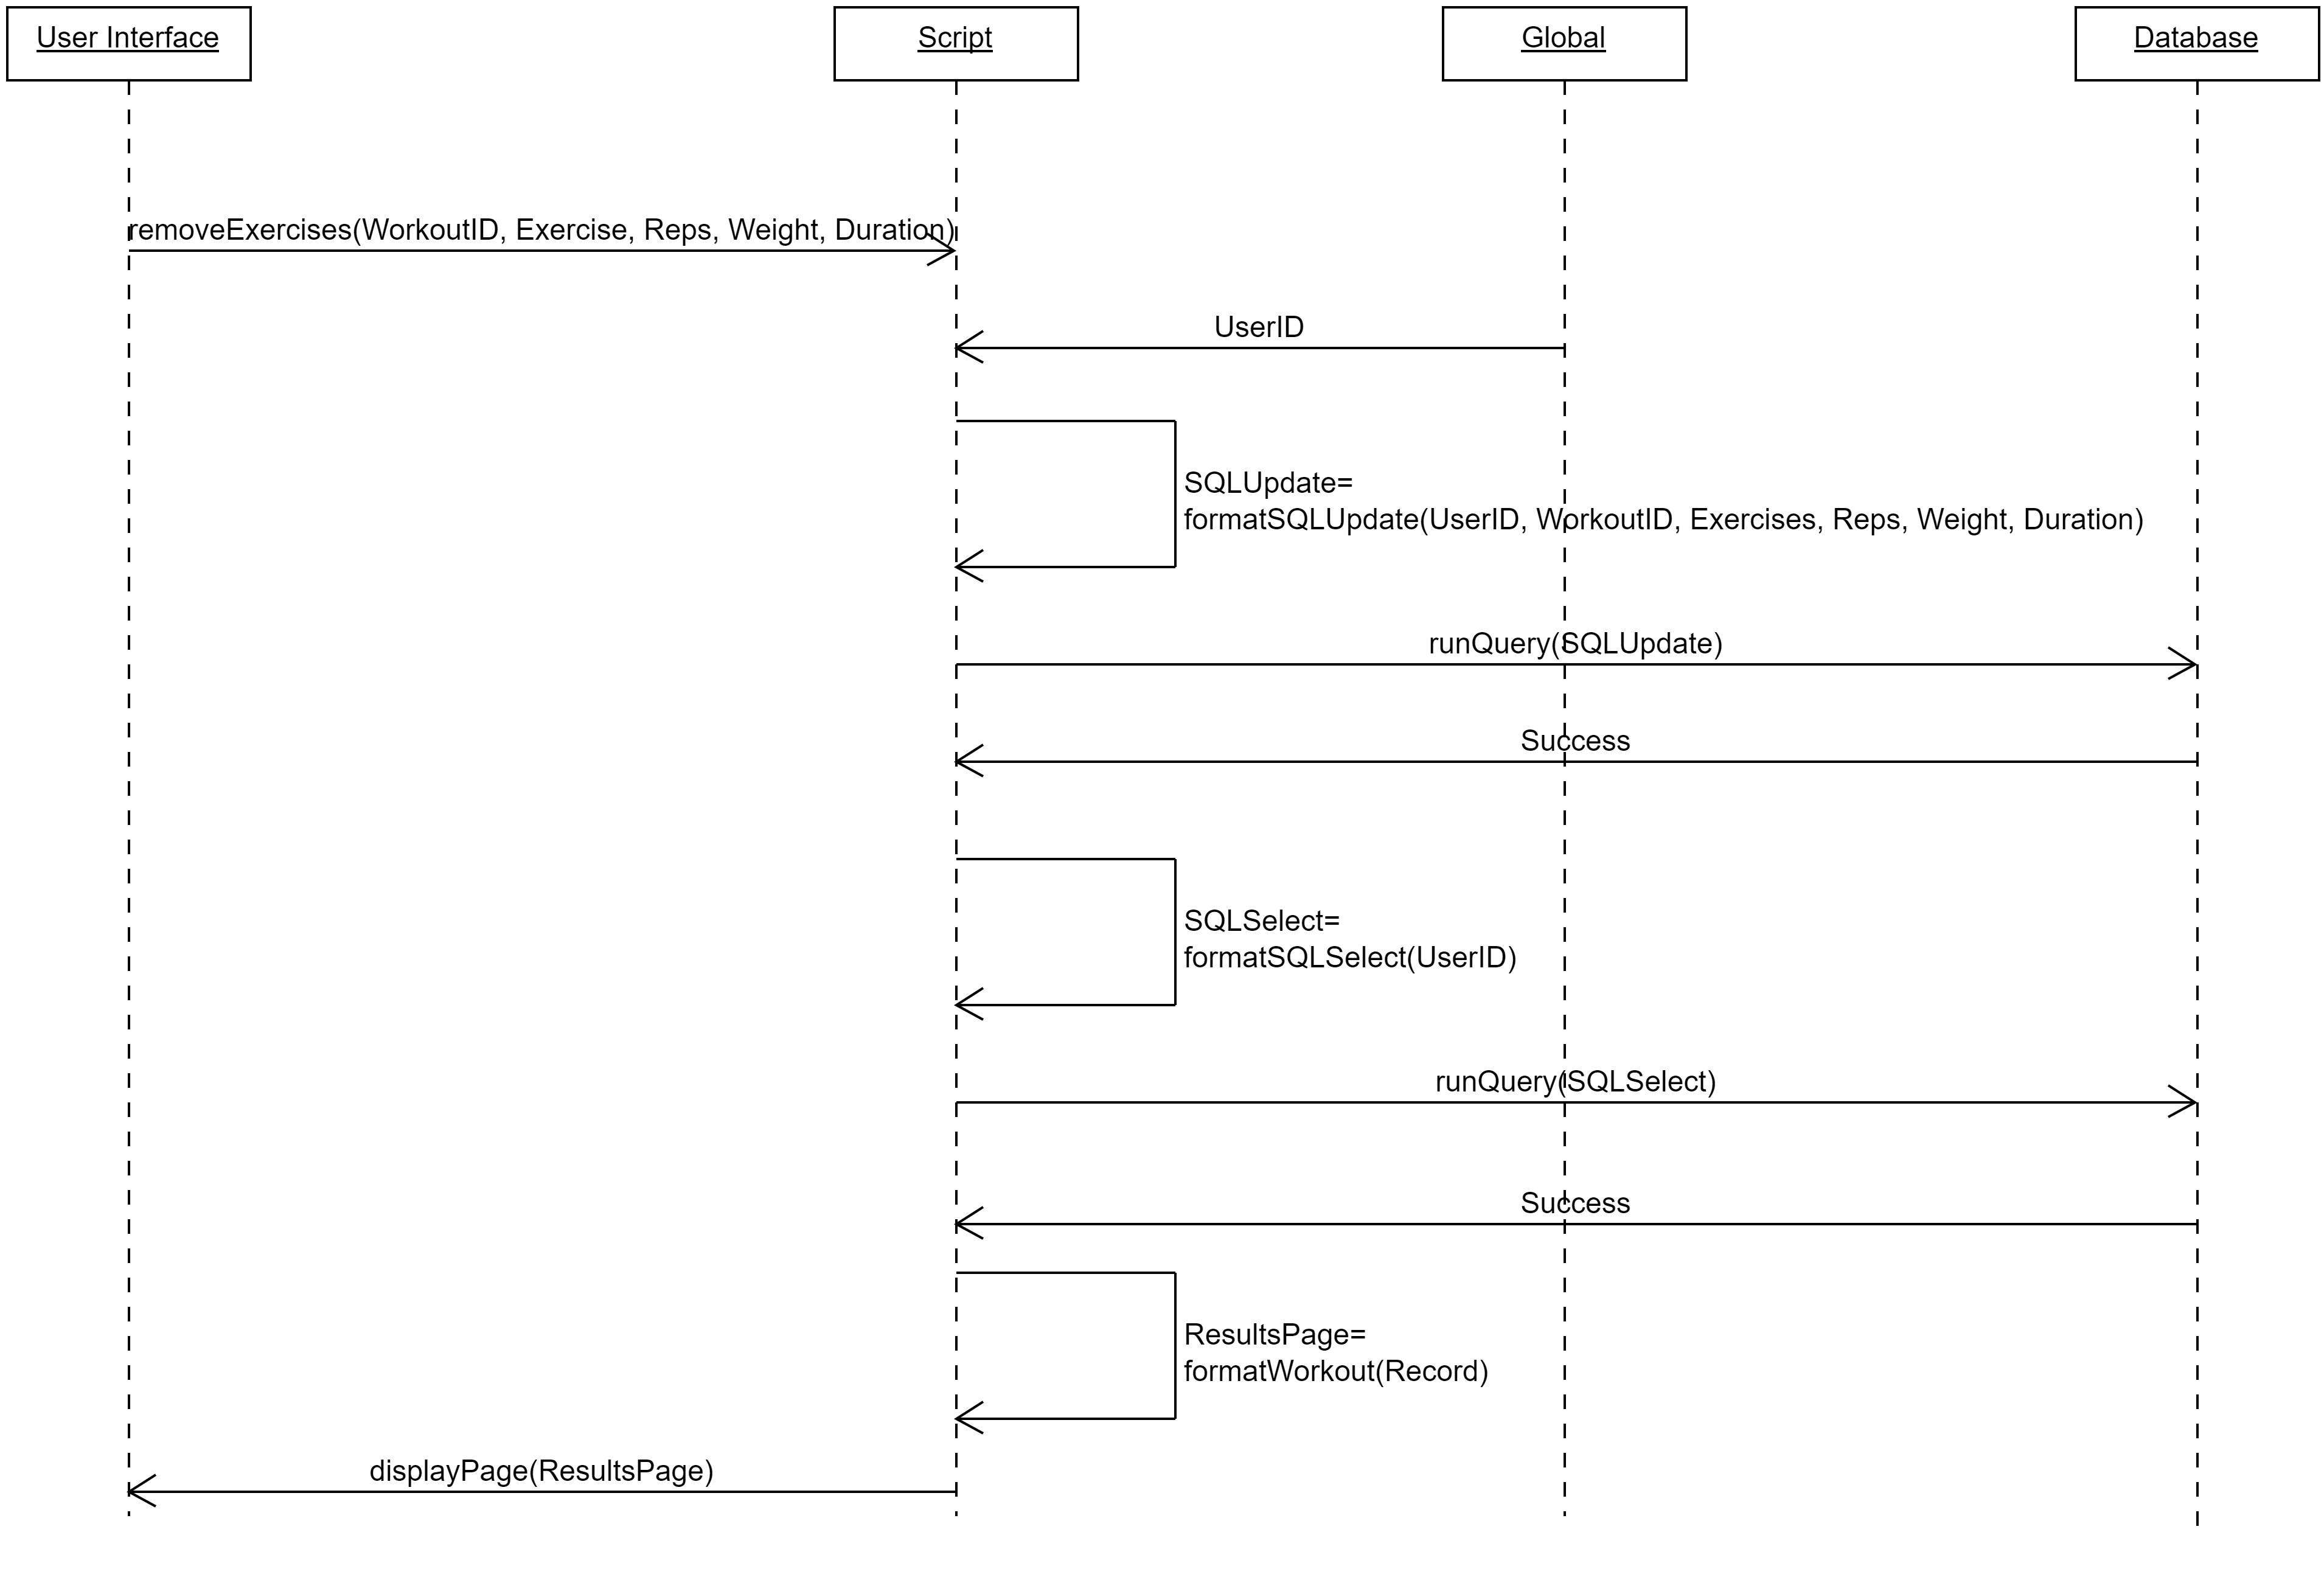 User Interface
Script
Global
Database
removeExercises(WorkoutID, Exercise, Reps, Weight, Duration)
UserID
SQLUpdate=
formatSQLUpdate(UserID, WorkoutID, Exercises, Reps, Weight, Duration)
runQuery(SQLUpdate)
Success
SQLSelect=
formatSQLSelect(UserID)
runQuery(SQLSelect)
Success
ResultsPage=
formatWorkout(Record)
displayPage(ResultsPage)